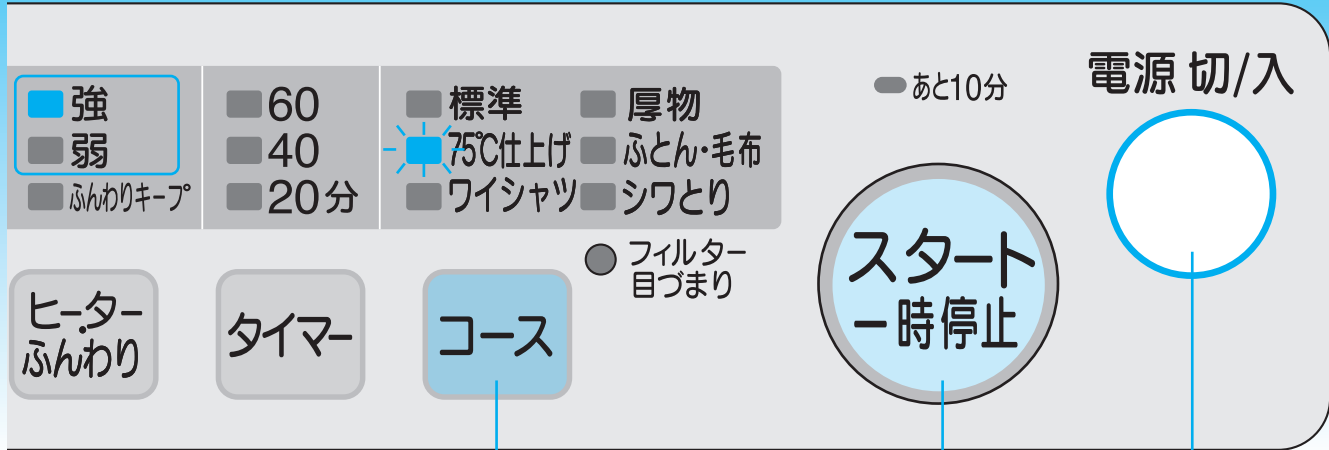 強
弱
ふんわりキープ
60
40
20分
標準
75℃仕上げ
ワイシャツ
厚物
ふとん・毛布
シワとり
フィルター
目づまり
あと10分
電源 切/入
ヒーター
ふんわり
タイマー
コース
スタート
一時停止